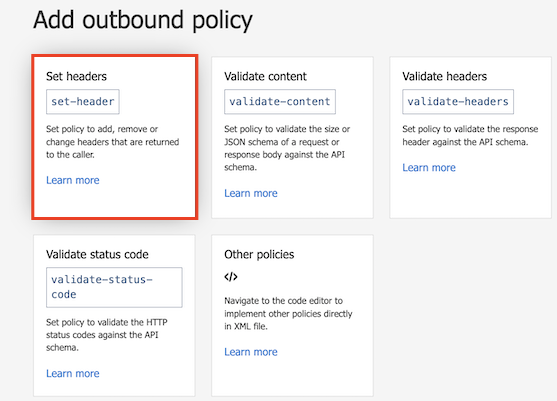 Add outbound policy
Set headers
set-header
Set policy to add, remove or
change headers that are returned
to the caller.
Learn more
Validate content
validate-content
Set policy to validate the size or
JSON schema of a request or
response body against the API
schema.
Learn more
Validate headers
validate-headers
Set policy to validate the response
header against the API schema.
Learn more
Validate status code
validate-status-
code
Set policy to validate the HTTP
status codes against the API
schema.
Learn more
Other policies
</>
Navigate to the code editor to
implement other policies directly
in XML file.
Learn more